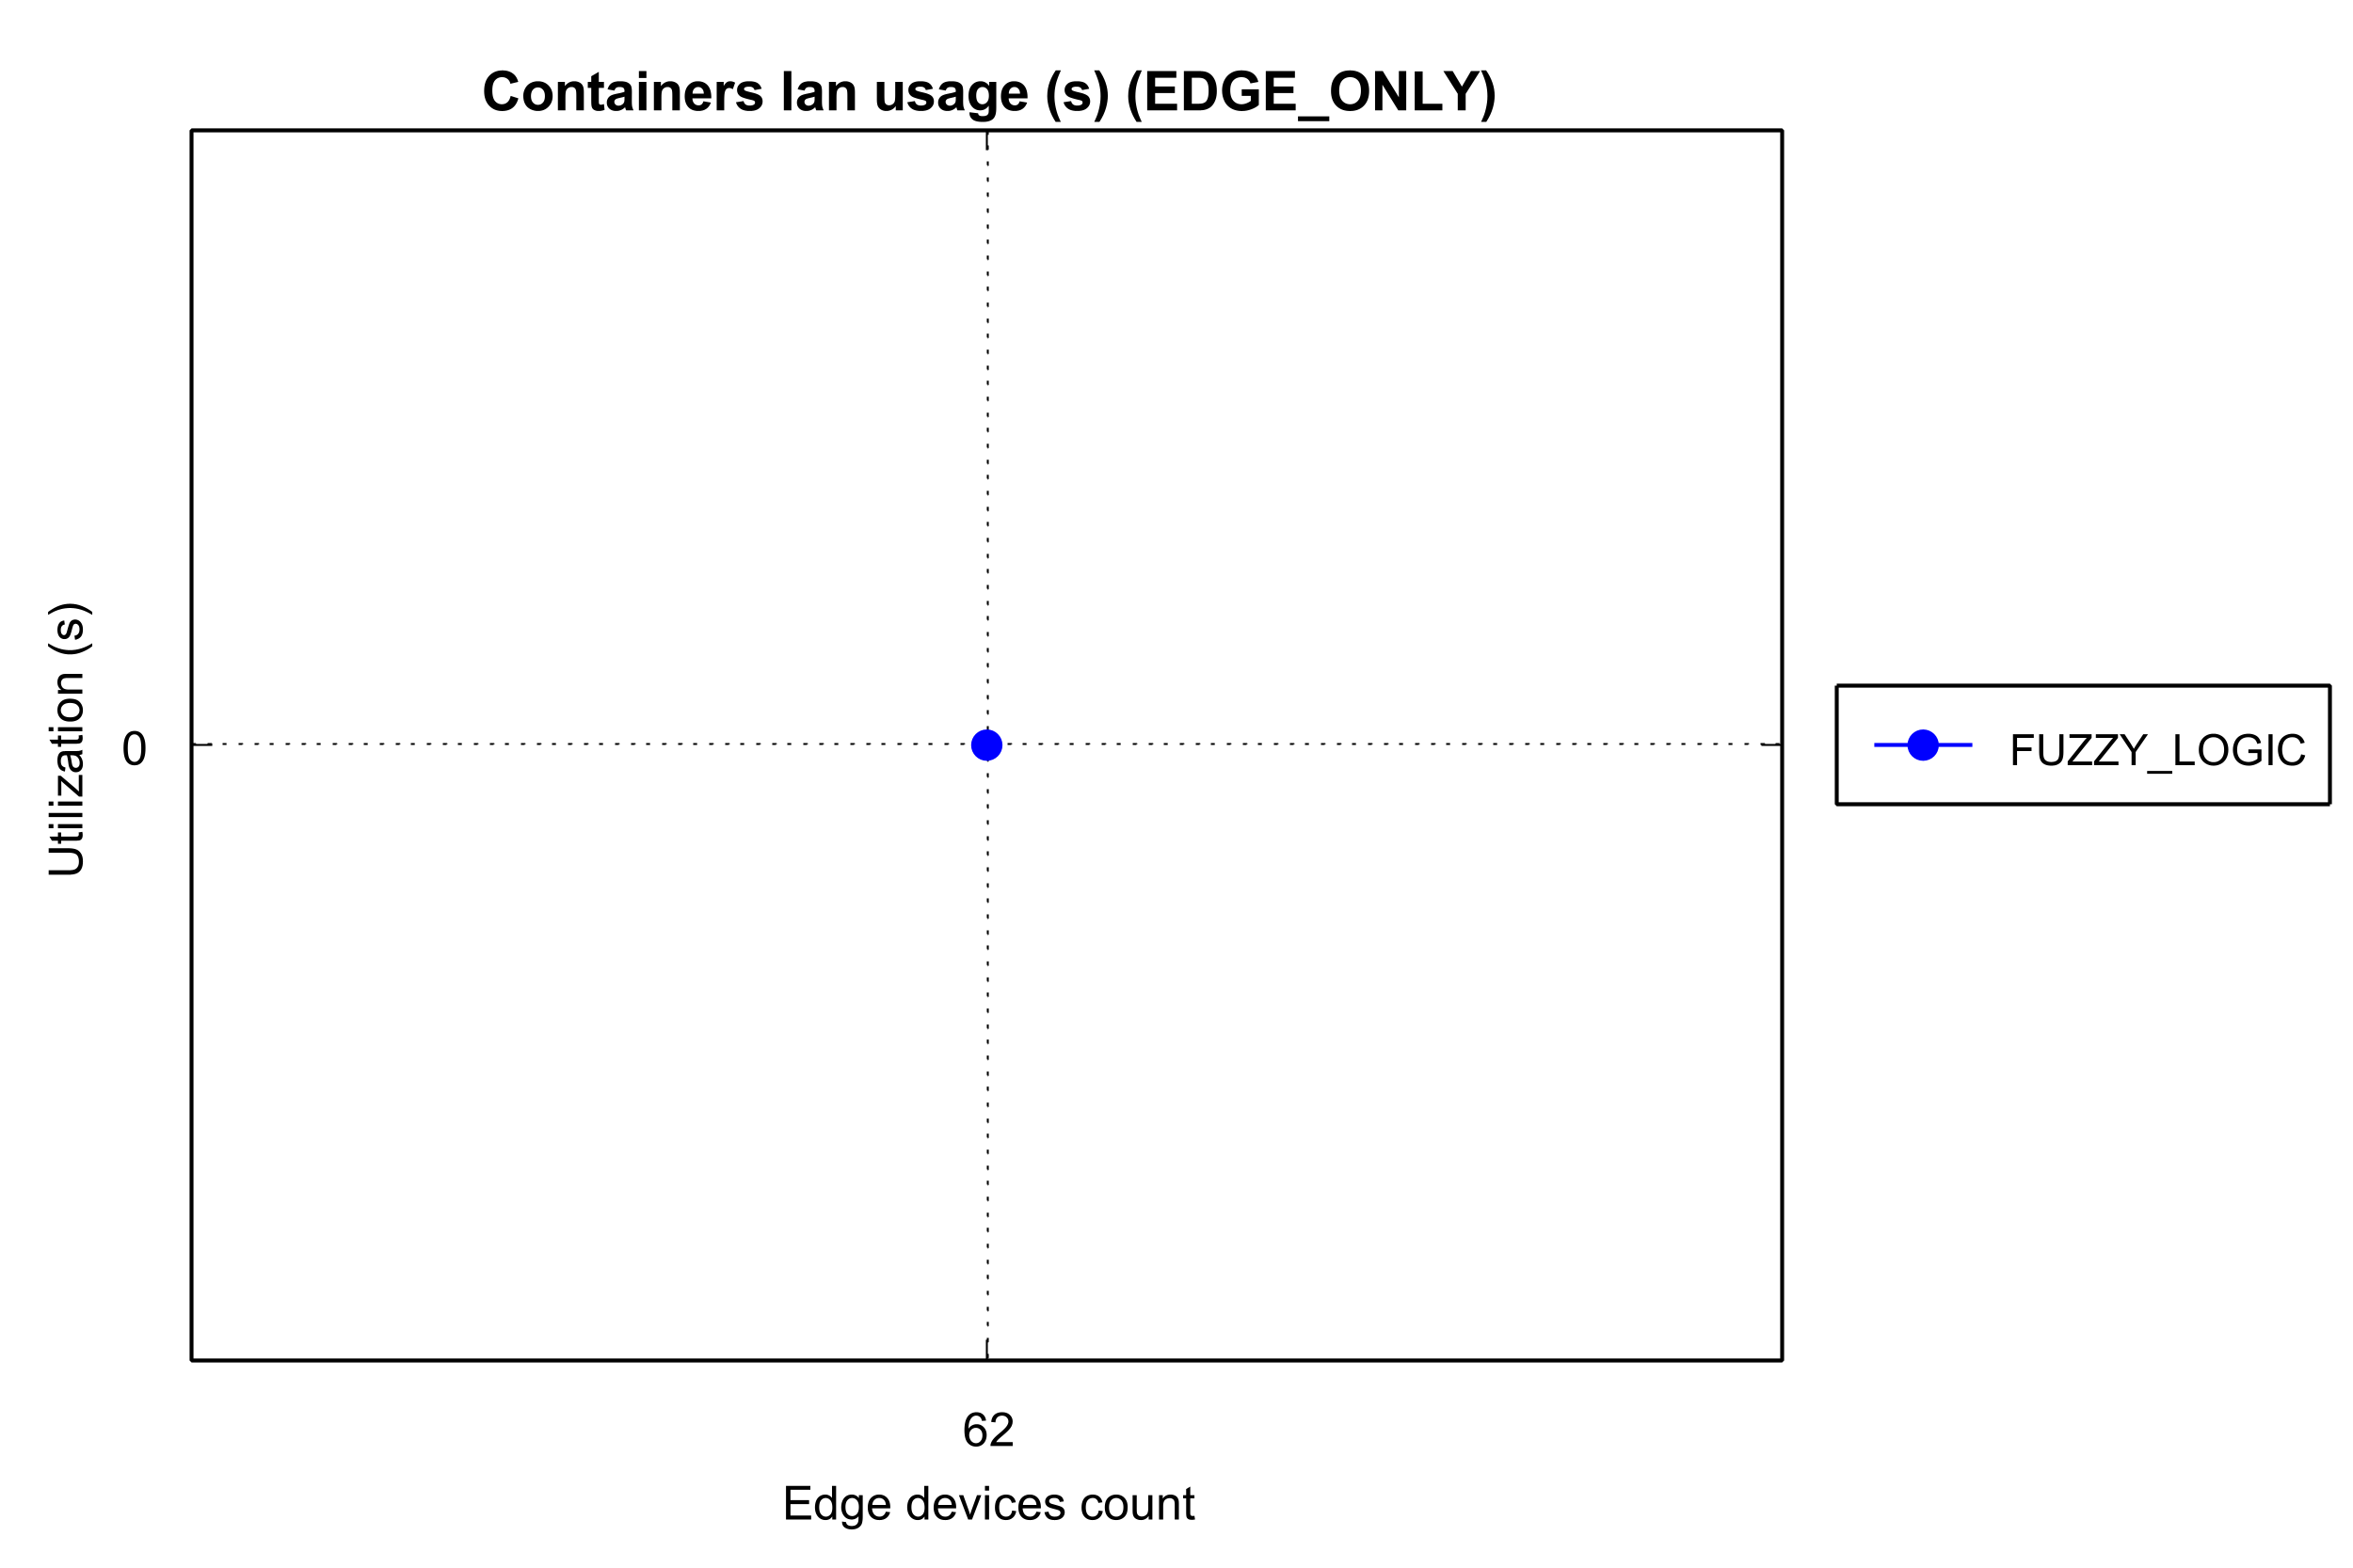 Containers lan usage (s) (EDGE_ONLY)
Utilization (s)
0
FUZZY_LOGIC
62
Edge devices count